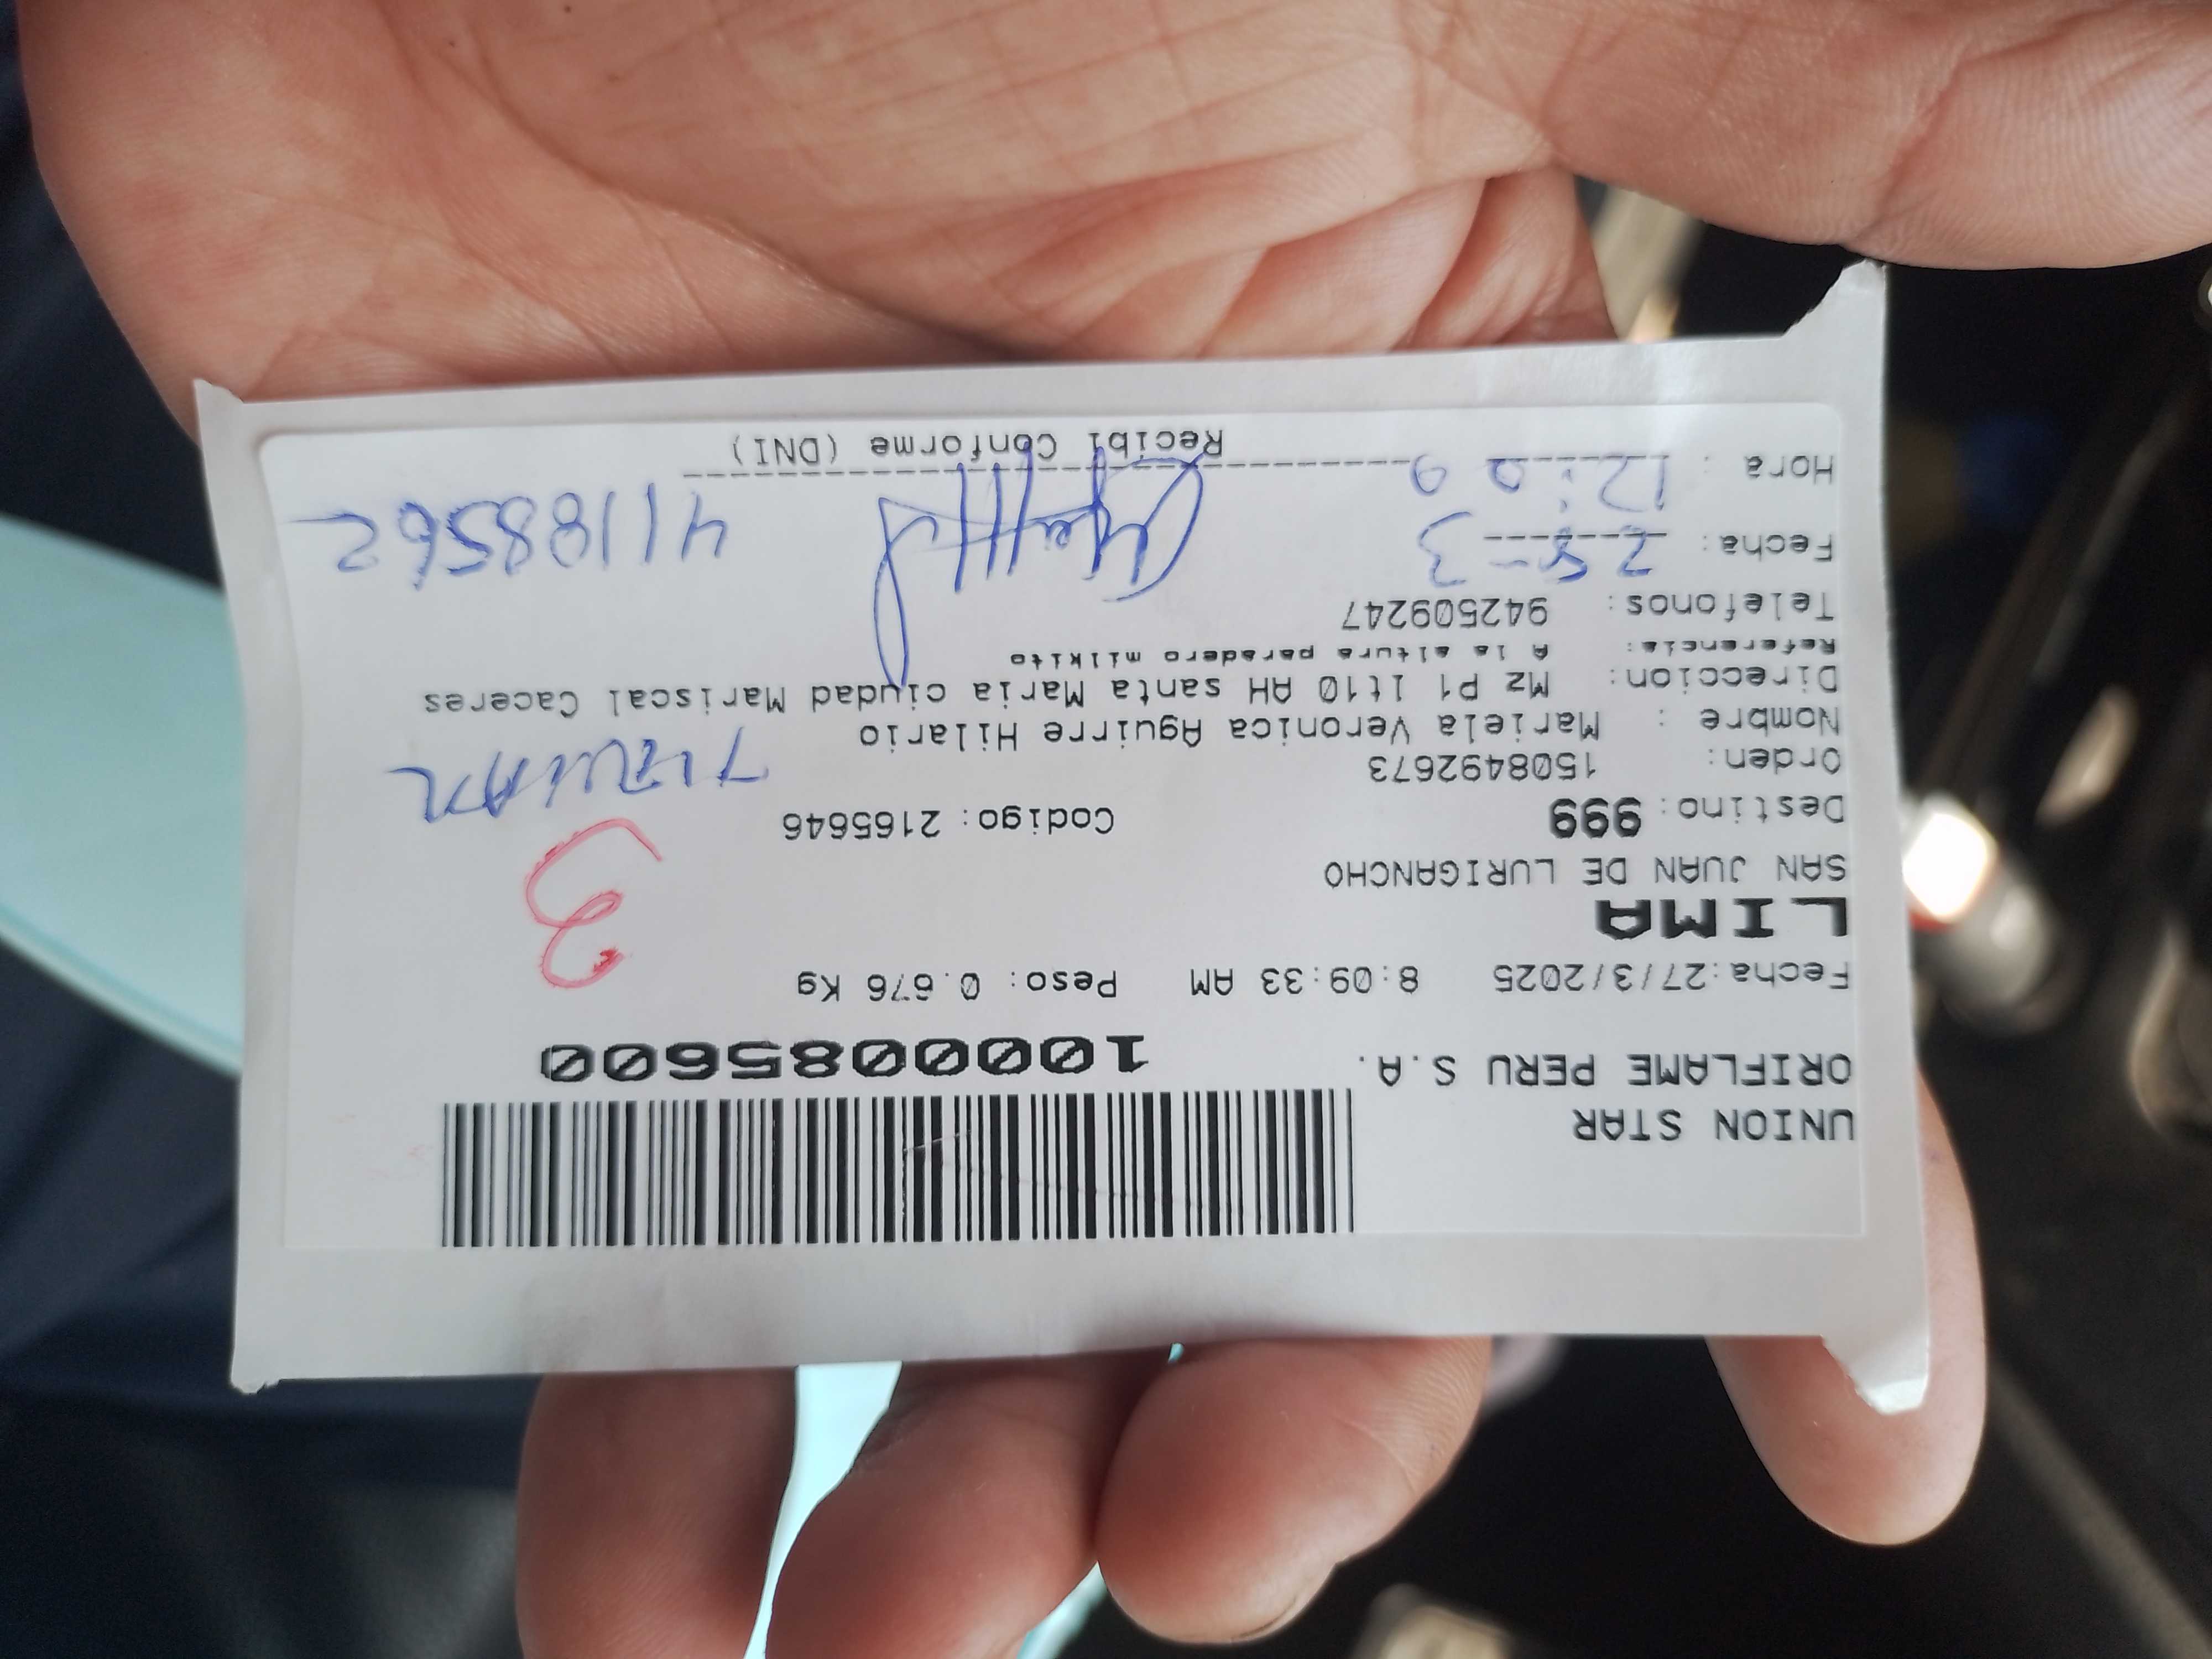 UNION STAR
ORIFLAME PERU S.A.
1000085600
Fecha:27/3/2025 8:09:33 AM Peso: 0.676 Kg
LIMA
SAN JUAN DE LURIGANCHO
3
Destino: 999 Codigo: 2165646
Orden: 1508492673
Nombre : Mariela Veronica Aguirre Hilario
Direccion: Mz P1 lt10 AH santa Maria ciudad Mariscal Caceres
Referencia: A la altura paradero milkito
Telefonos: 942509247
Fecha: 28-3
41188562
Hora : 12:09
Recibi Conforme (DNI)